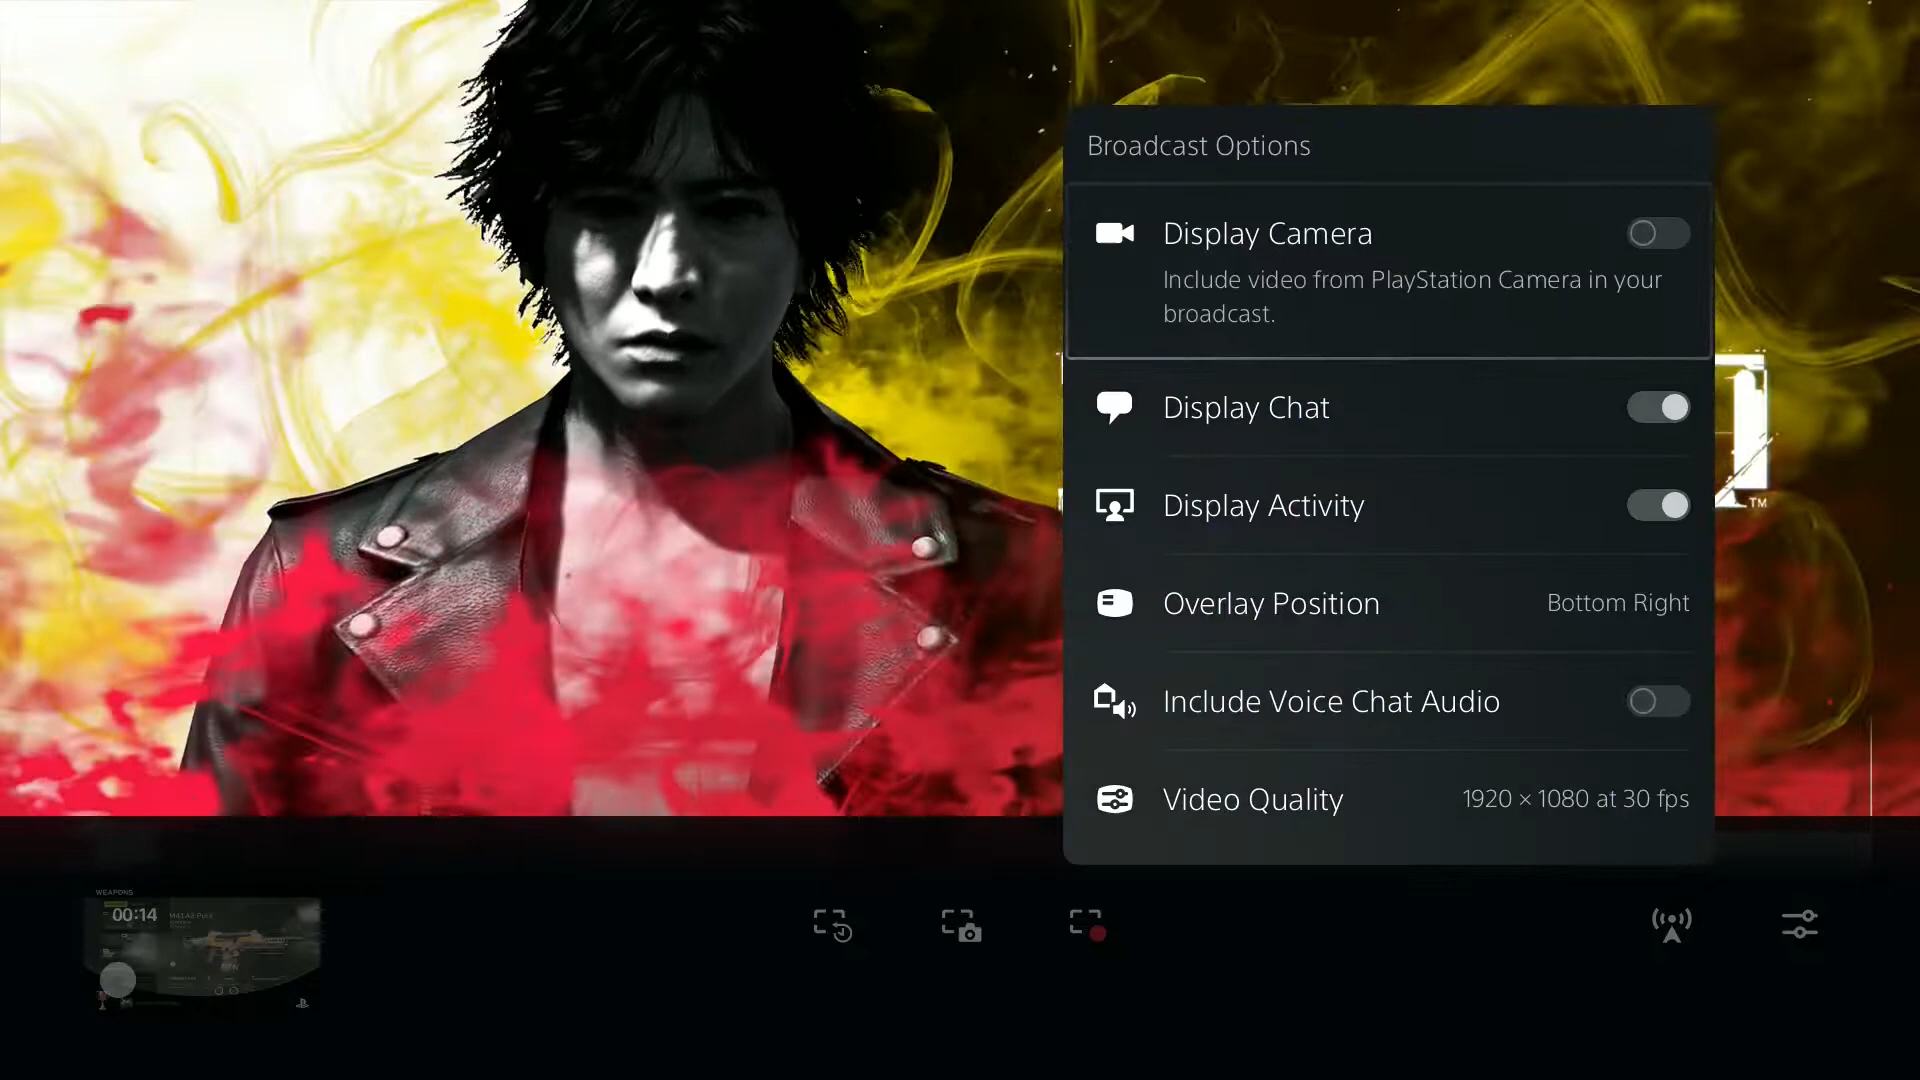 Broadcast Options
Display Camera
Include video from PlayStation Camera in your
broadcast.
Display Chat
Display Activity
Overlay Position
Bottom Right
Include Voice Chat Audio
Video Quality
1920 × 1080 at 30 fps
TM
WEAPONS
00:14